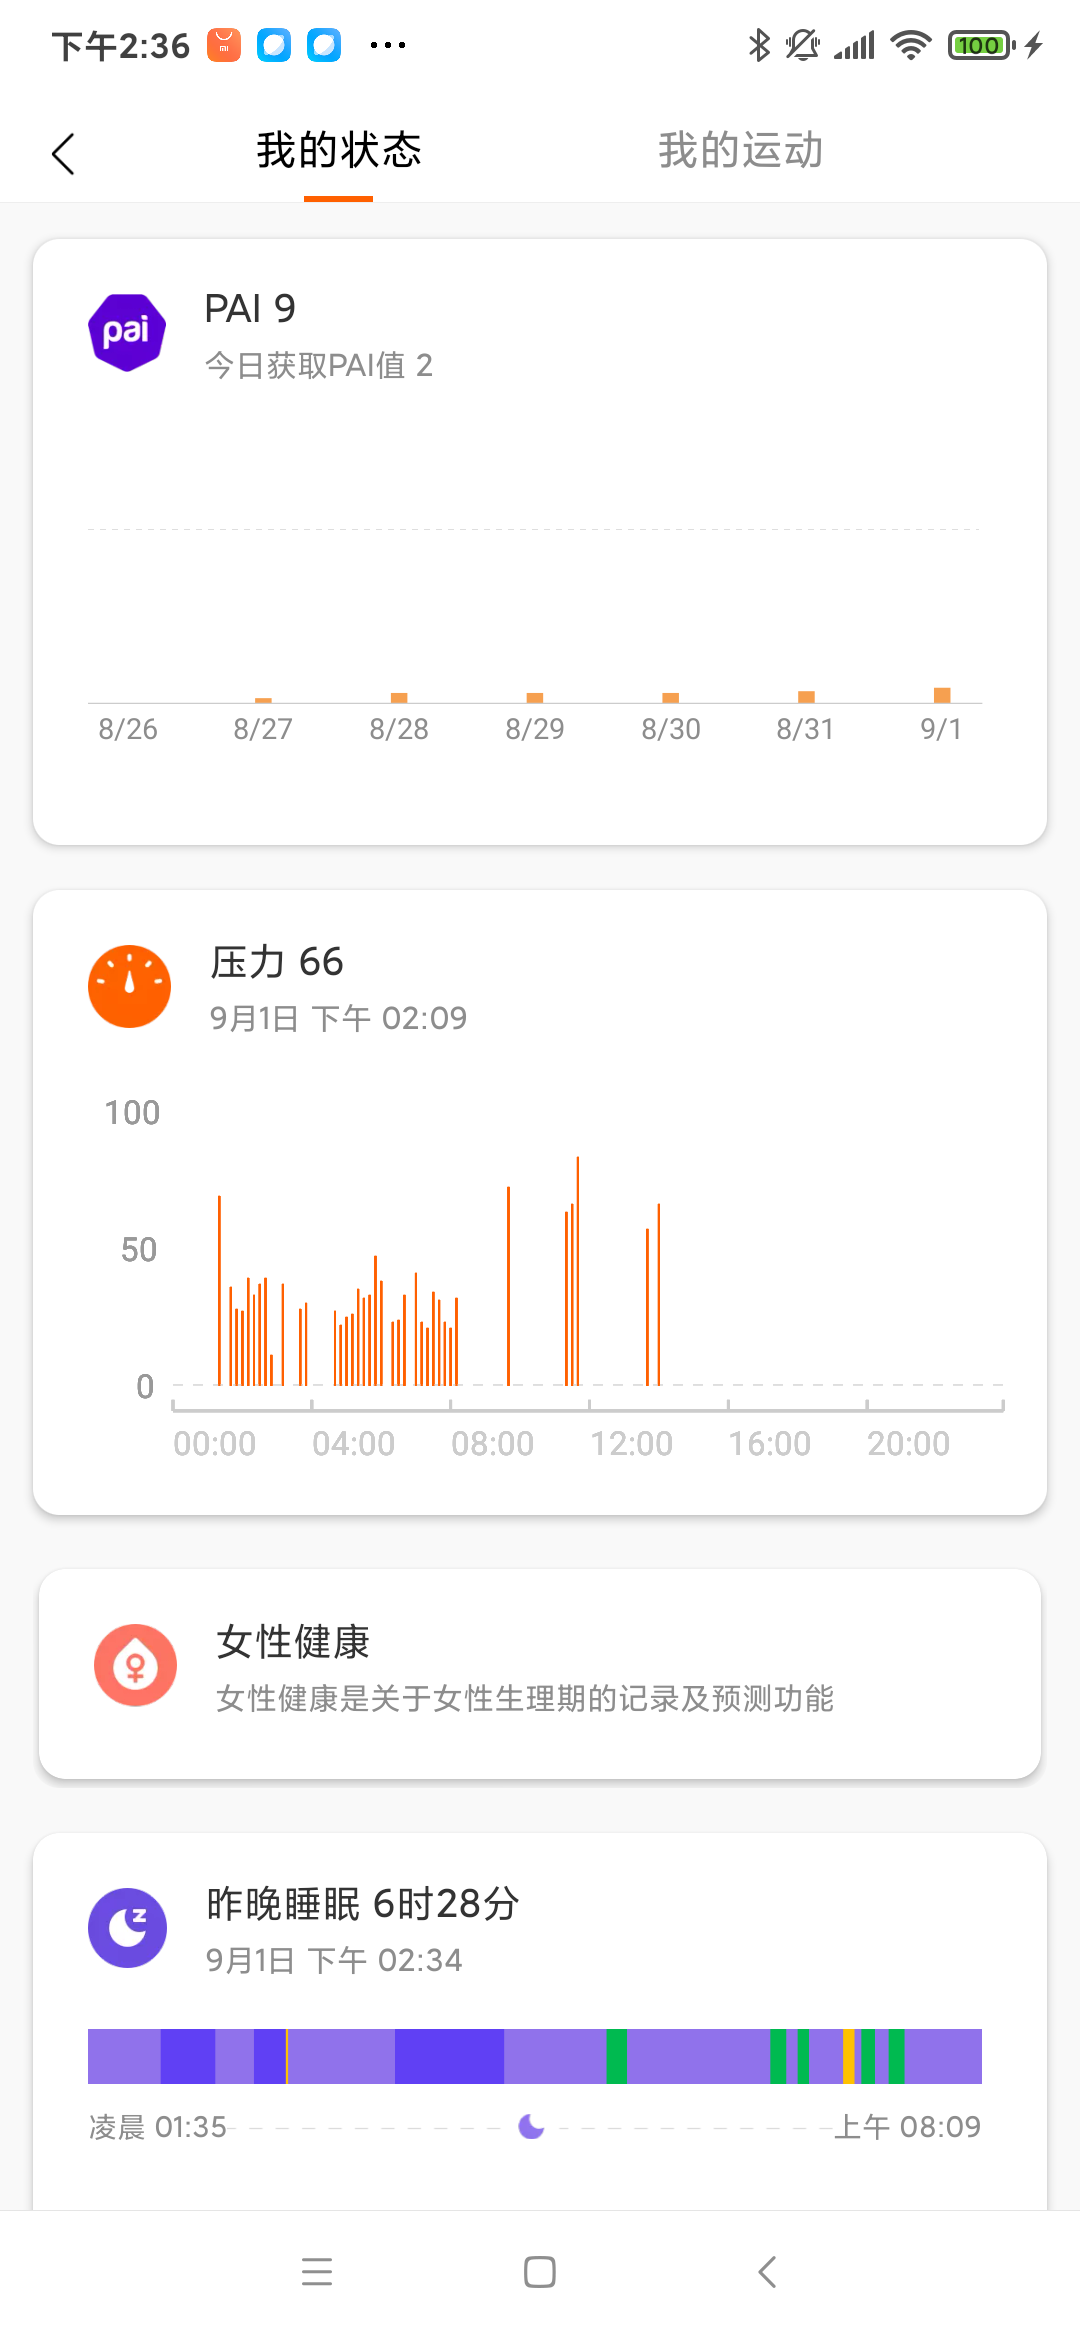 下午2:36
100
我的状态 我的运动
pai
PAI 9
今日获取PAI值 2
8/26 8/27 8/28 8/29 8/30 8/31 9/1
压力 66
9月1日 下午 02:09
100
50
0
00:00 04:00 08:00 12:00 16:00 20:00
女性健康
女性健康是关于女性生理期的记录及预测功能
昨晚睡眠 6时28分
z
9月1日 下午 02:34
凌晨 01:35 上午 08:09